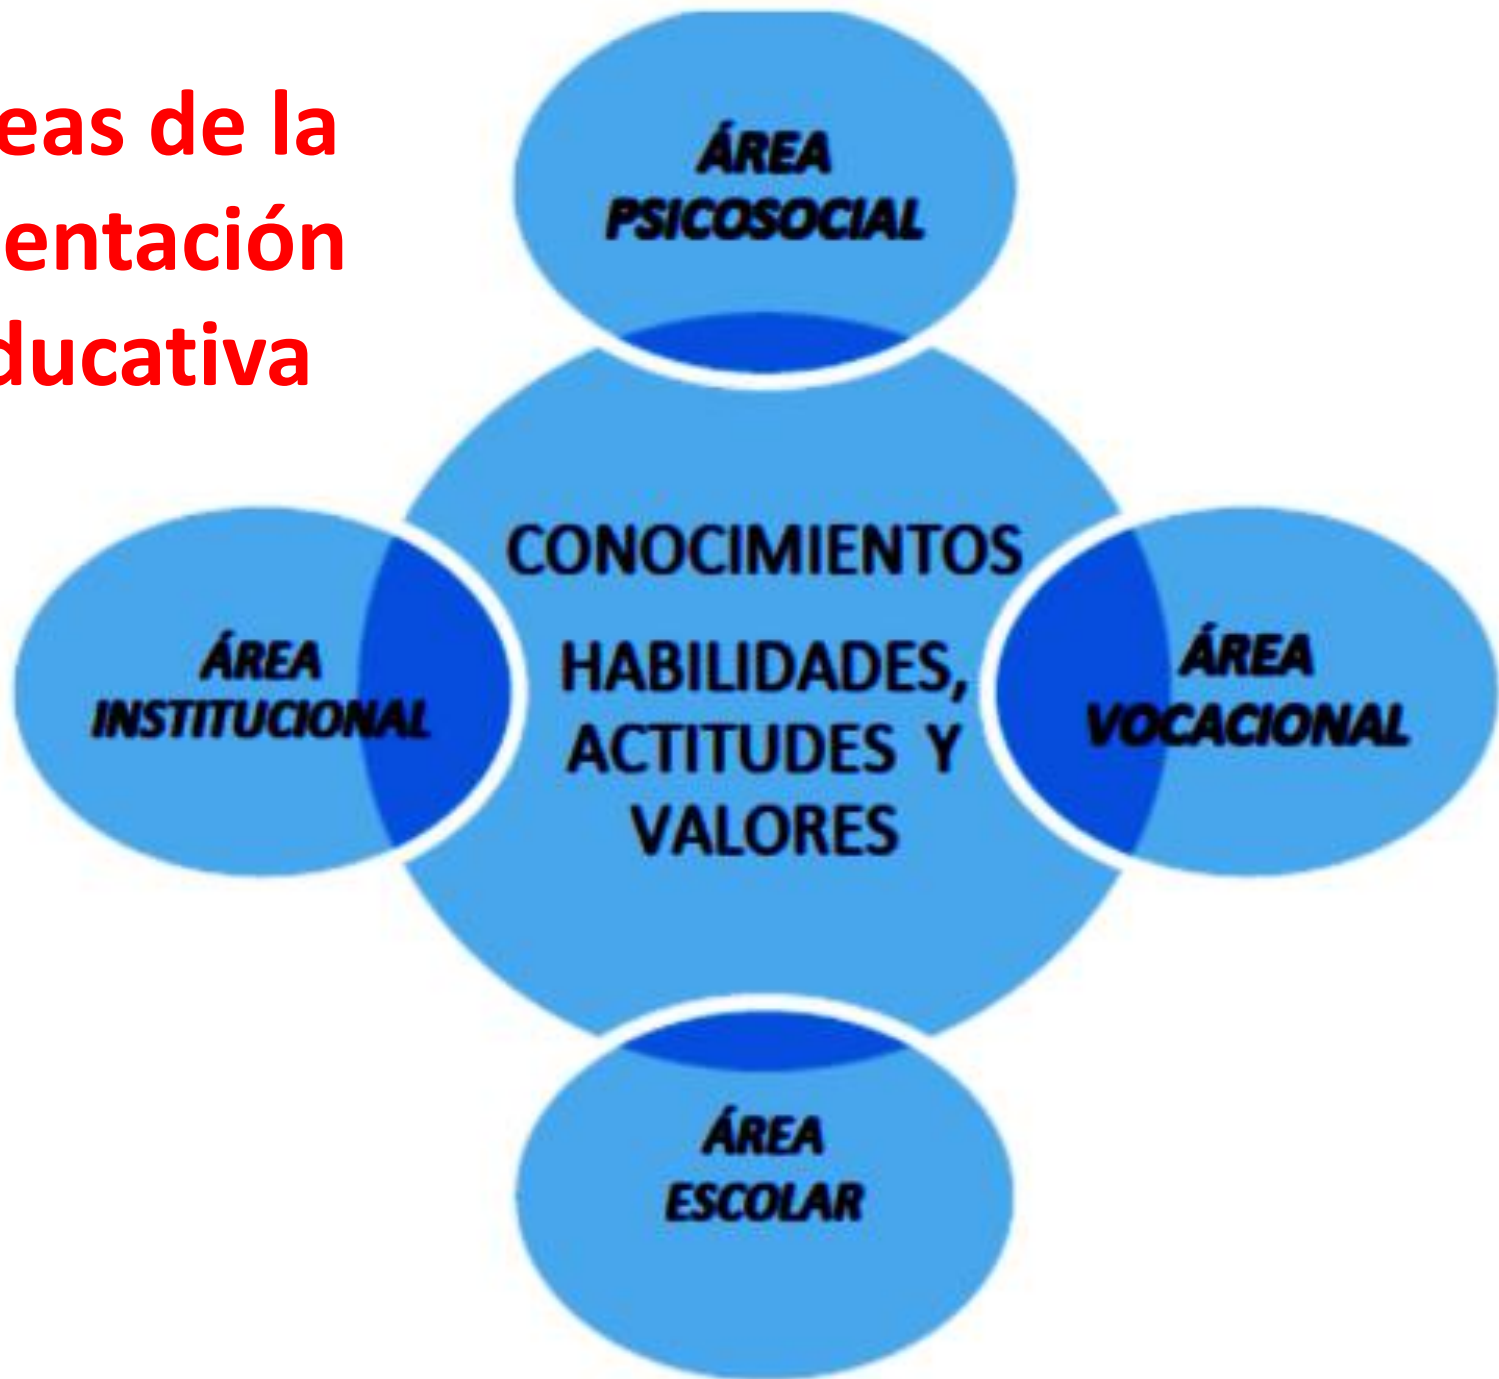 eas de la
entación
ducativa
ÁREA
PSICOSOCIAL
CONOCIMIENTOS
HABILIDADES,
ACTITUDES Y
VALORES
ÁREA
INSTITUCIONAL
ÁREA
VOCACIONAL
ÁREA
ESCOLAR